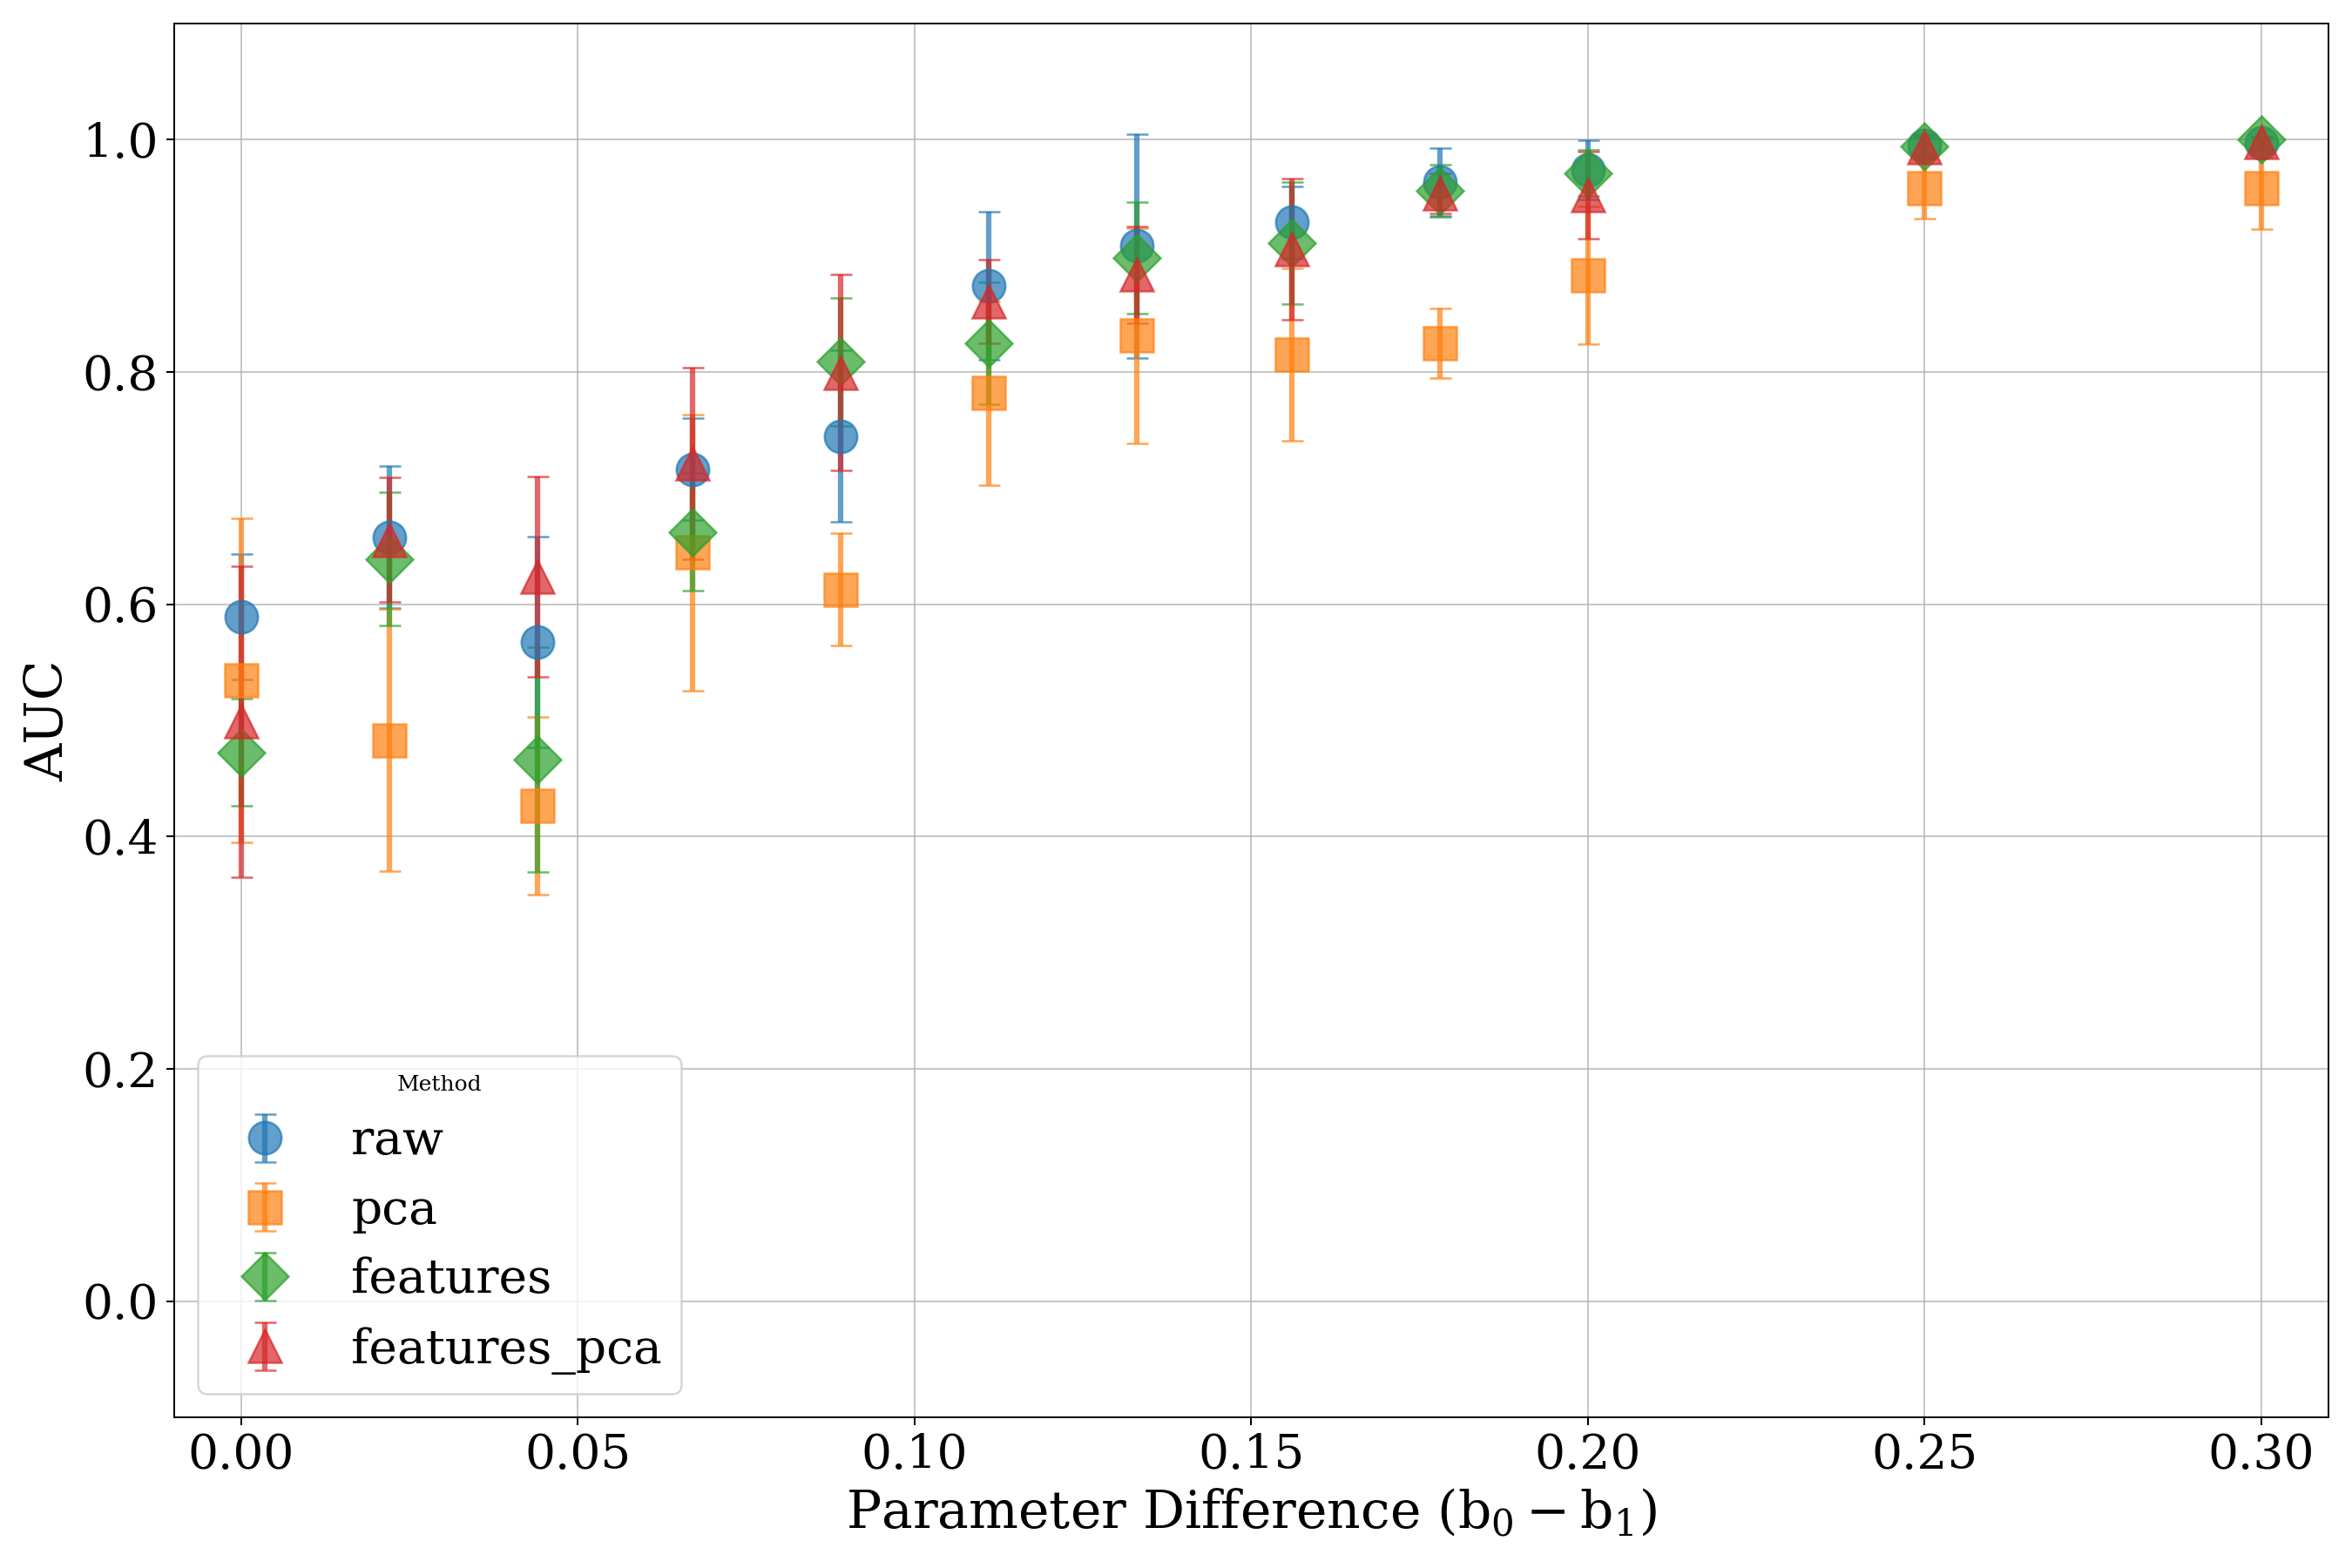 1.0
0.8
0.6
0.4
0.2
0.0
AUC
Method
raw
pca
features
features_pca
0.00 0.05 0.10 0.15 0.20 0.25 0.30
Parameter Difference (b₀ − b₁)